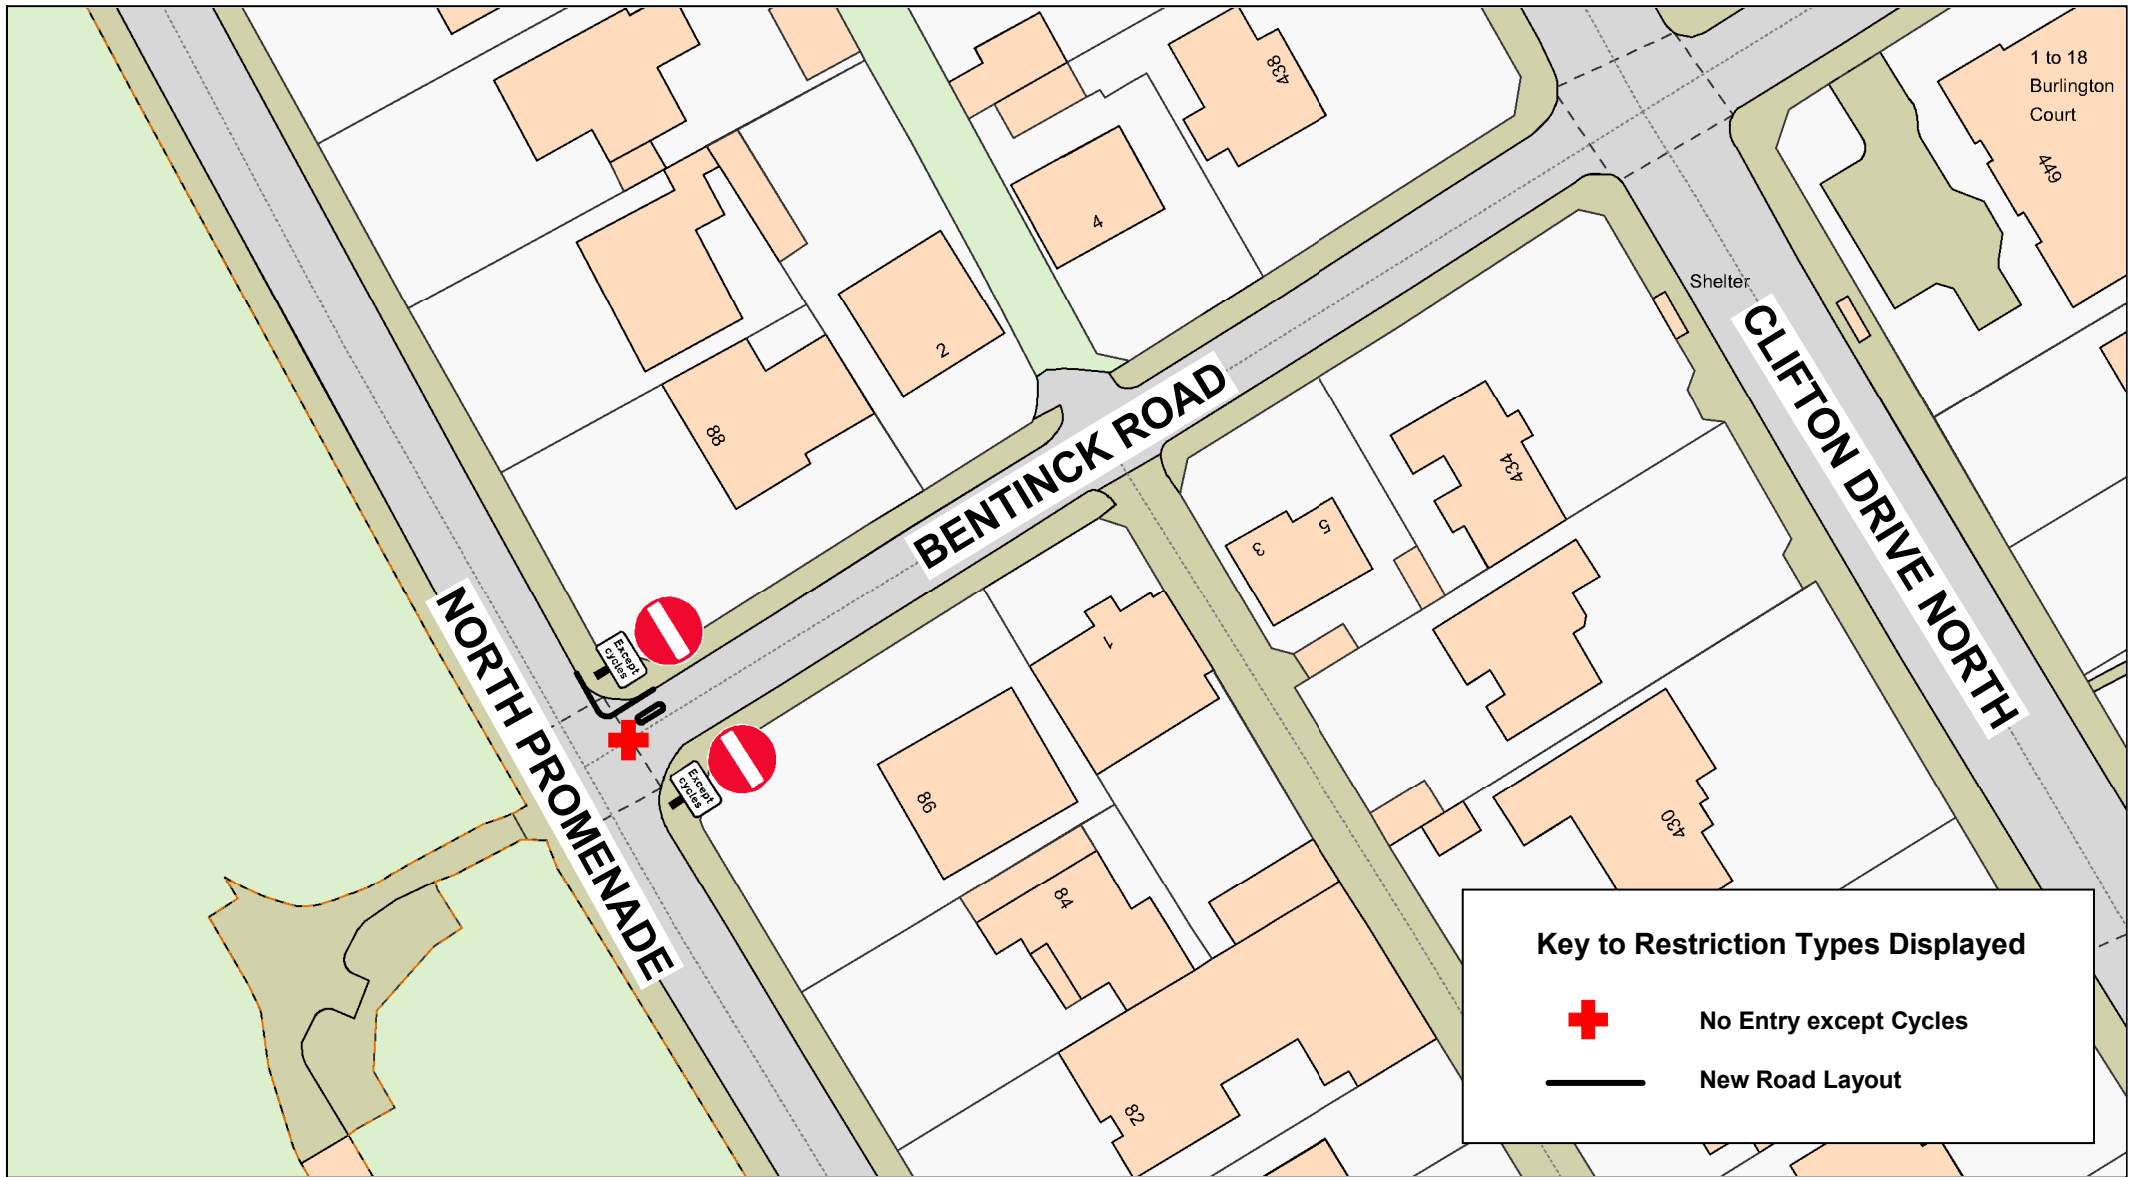 438
1 to 18
Burlington
Court
449
4
Shelter
2
88
CLIFTON DRIVE NORTH
BENTINCK ROAD
434
5
3
NORTH PROMENADE
Except
cycles
1
Except
cycles
86
430
84
82
Key to Restriction Types Displayed
No Entry except Cycles
New Road Layout